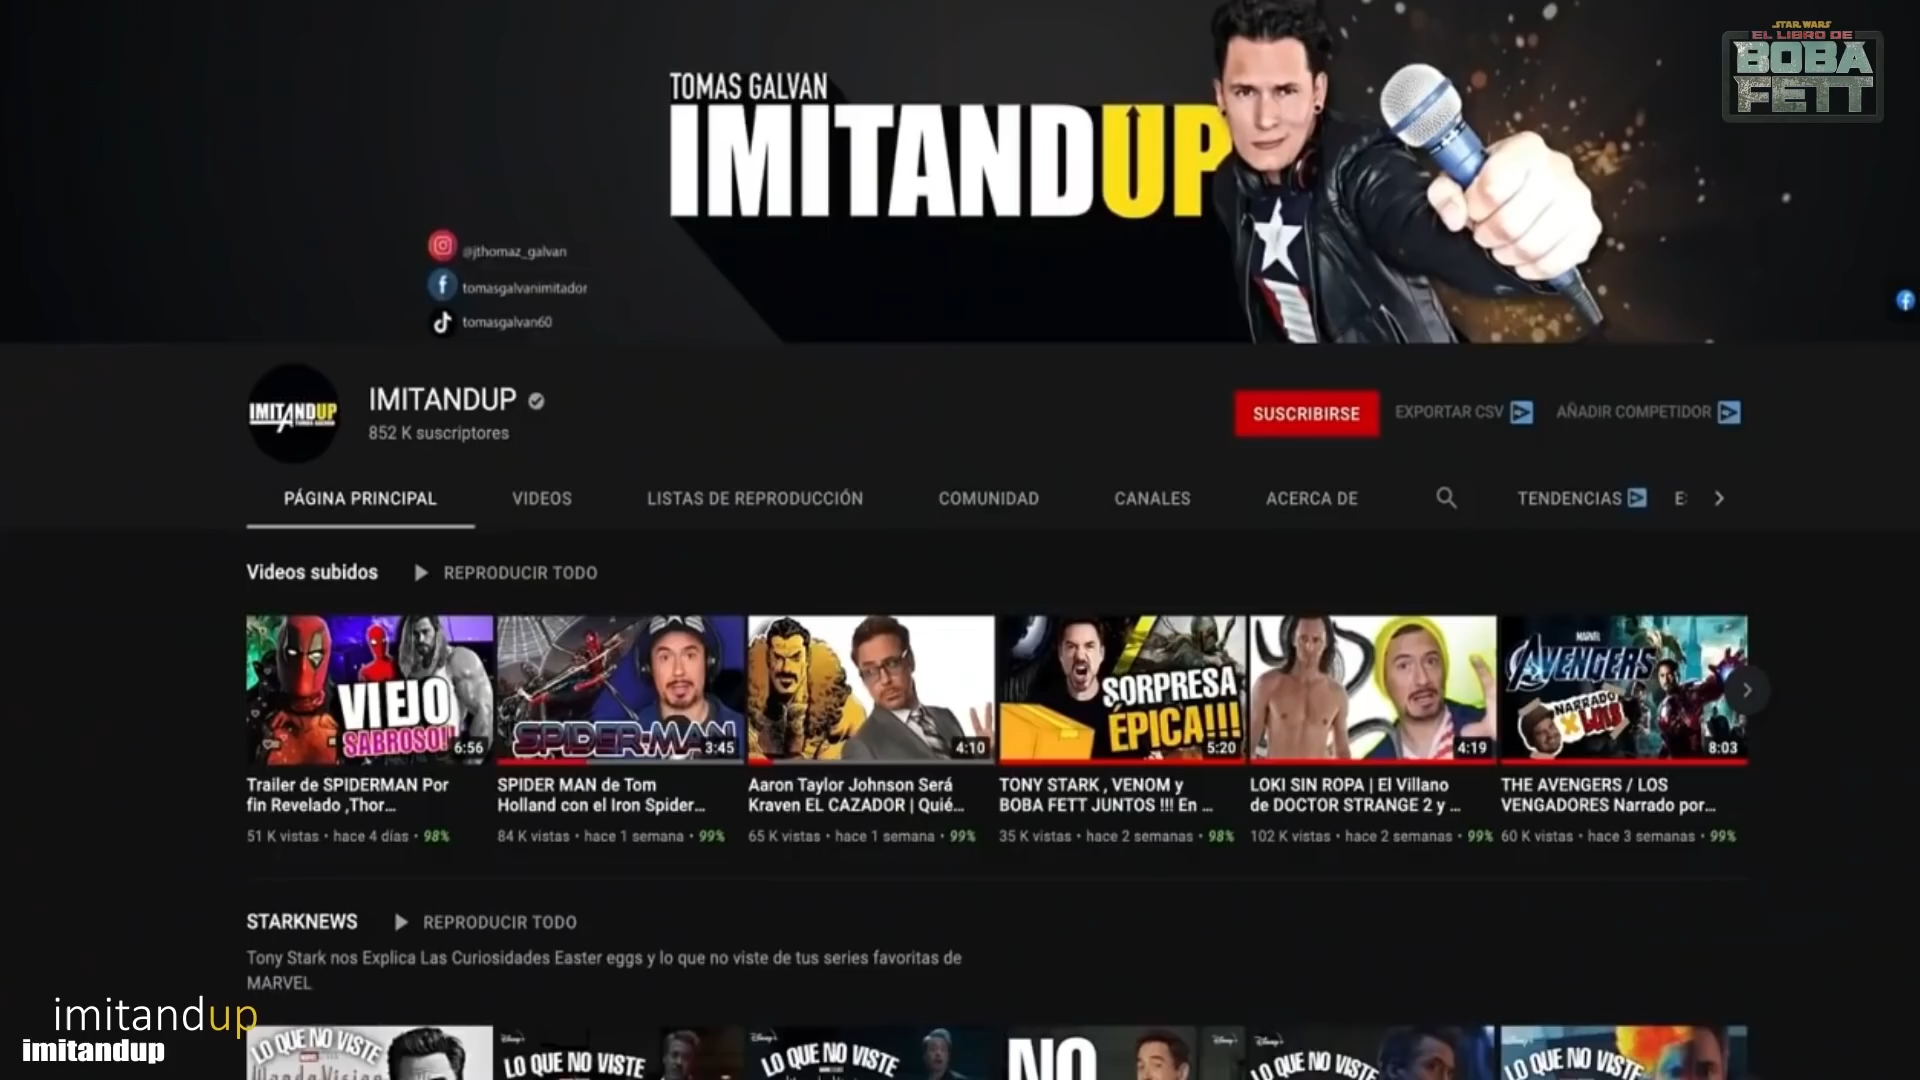 STAR WARS
EL LIBRO DE
BOBA
FETT
TOMAS GALVAN
IMITANDUP
@jthomaz_galvan
tomasgalvanimitador
tomasgalvan60
IMITANDUP
IMITANDUP
852 K suscriptores
SUSCRIBIRSE
EXPORTAR CSV
AÑADIR COMPETIDOR
PÁGINA PRINCIPAL
VIDEOS
LISTAS DE REPRODUCCIÓN
COMUNIDAD
CANALES
ACERCA DE
TENDENCIAS
Videos subidos
REPRODUCIR TODO
VIEJO
SABROSO!
6:56
SPIDER-MAN
3:45
4:10
SORPRESA
ÉPICA!!!
5:20
4:19
MARVEL
AVENGERS
NARRADO
X
8:03
Trailer de SPIDERMAN Por
fin Revelado ,Thor...
51 K vistas • hace 4 días • 98%
SPIDER MAN de Tom
Holland con el Iron Spider...
84 K vistas • hace 1 semana • 99%
Aaron Taylor Johnson Será
Kraven EL CAZADOR | Quié...
65 K vistas • hace 1 semana • 99%
TONY STARK , VENOM y
BOBA FETT JUNTOS !!! En ...
35 K vistas • hace 2 semanas • 98%
LOKI SIN ROPA | El Villano
de DOCTOR STRANGE 2 y ...
102 K vistas • hace 2 semanas • 99%
THE AVENGERS / LOS
VENGADORES Narrado por...
60 K vistas • hace 3 semanas • 99%
STARKNEWS
REPRODUCIR TODO
Tony Stark nos Explica Las Curiosidades Easter eggs y lo que no viste de tus series favoritas de
MARVEL
imitandup
imitandup
LO QUE NO VISTE
WandaVision
Disney+
LO QUE NO VISTE
Disney+
LO QUE NO VISTE
NO
Disney+
Disney+
LO QUE NO VISTE
Disney+
LO QUE NO VISTE